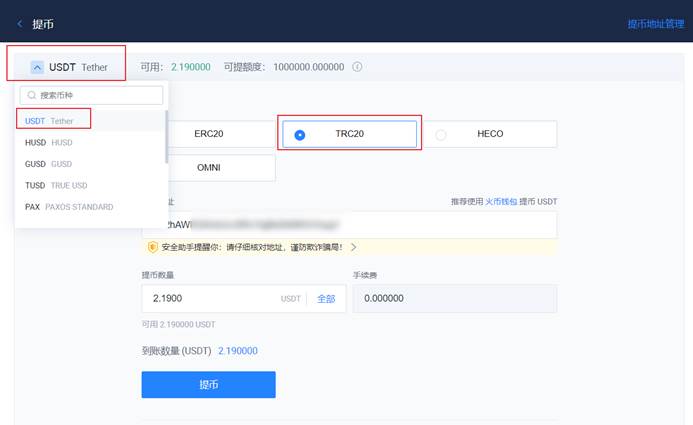 提币
提币地址管理
USDT Tether
可用： 2.190000 可提额度： 1000000.000000
搜索币种
USDT Tether
HUSD HUSD
GUSD GUSD
TUSD TRUE USD
PAX PAXOS STANDARD
ERC20
TRC20
HECO
OMNI
址
推荐使用 火币钱包 提币 USDT
安全助手提醒你：请仔细核对地址，谨防欺诈骗局！
提币数量
手续费
2.1900 USDT 全部
0.000000
可用 2.190000 USDT
到账数量 (USDT) 2.190000
提币